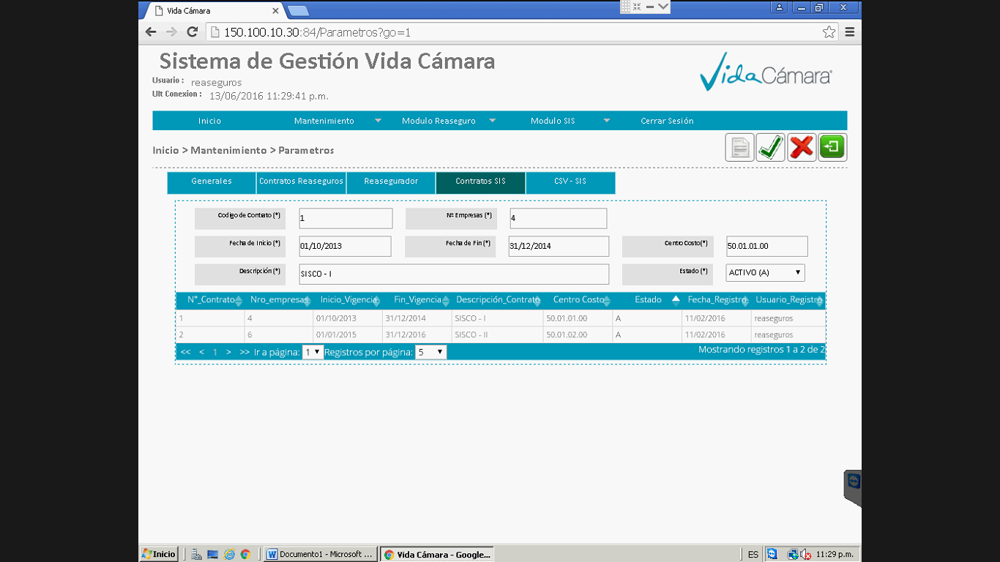 Vida Cámara
150.100.10.30:84/Parametros?go=1
Sistema de Gestión Vida Cámara
Vida Cámara
Usuario : reaseguros
Ult Conexion : 13/06/2016 11:29:41 p.m.
Inicio Mantenimiento Modulo Reaseguro Modulo SIS Cerrar Sesión
Inicio > Mantenimiento > Parametros
Generales Contratos Reaseguros Reasegurador Contratos SIS CSV - SIS
Codigo de Contrato (*) 1 Nº Empresas (*) 4
Fecha de Inicio (*) 01/10/2013 Fecha de Fin (*) 31/12/2014 Centro Costo(*) 50.01.01.00
Descripción (*) SISCO - I Estado (*) ACTIVO (A)
N°_Contrato Nro_empresas Inicio_Vigencia Fin_Vigencia Descripción_Contrato Centro Costo Estado Fecha_Registro Usuario_Registro
1 4 01/10/2013 31/12/2014 SISCO - I 50.01.01.00 A 11/02/2016 reaseguros
2 6 01/01/2015 31/12/2016 SISCO - II 50.01.02.00 A 11/02/2016 reaseguros
<< < 1 > >> Ir a página: 1 Registros por página: 5 Mostrando registros 1 a 2 de 2
Inicio Documento1 - Microsoft ... Vida Cámara - Google... ES 11:29 p.m.